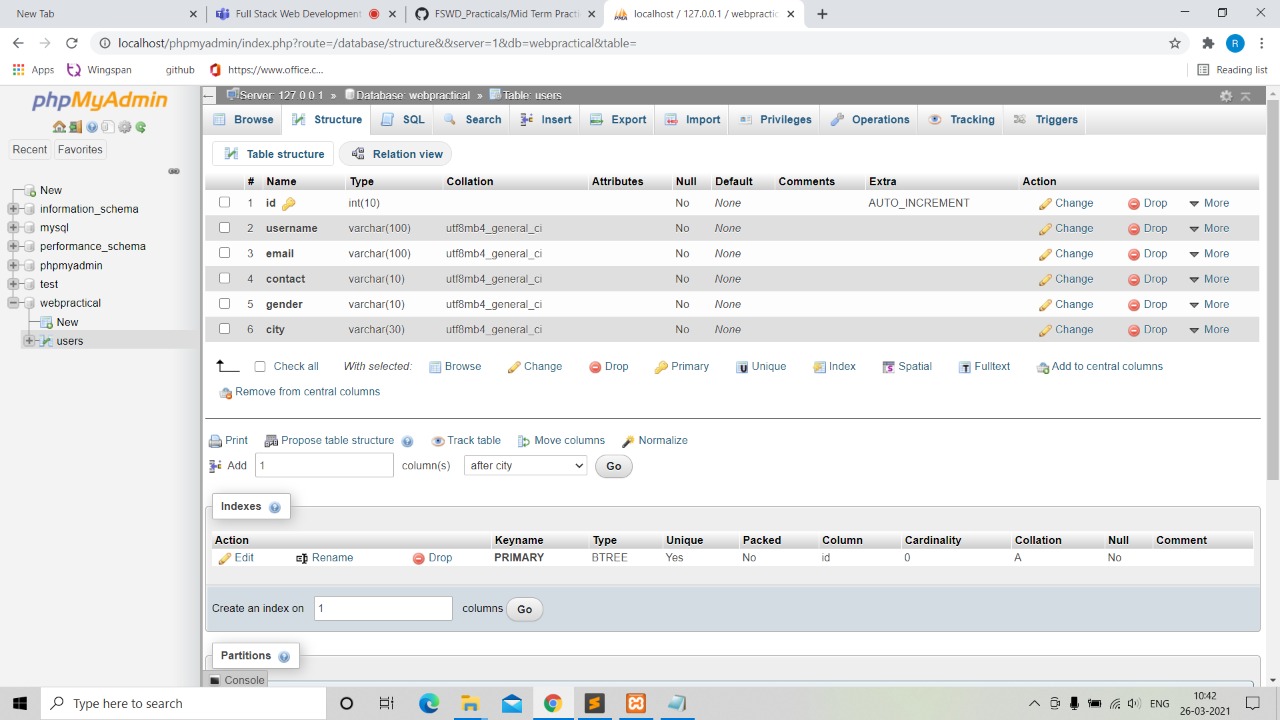 New Tab
Full Stack Web Development
FSWD_Practicals/Mid Term Practi
localhost / 127.0.0.1 / webpractic
localhost/phpmyadmin/index.php?route=/database/structure&&server=1&db=webpractical&table=
R
Apps
Wingspan
github
https://www.office.c...
Reading list
phpMyAdmin
Recent
Favorites
New
information_schema
mysql
performance_schema
phpmyadmin
test
webpractical
New
users
Server: 127.0.0.1 » Database: webpractical » Table: users
Browse Structure SQL Search Insert Export Import Privileges Operations Tracking Triggers
Table structure Relation view
# Name Type Collation Attributes Null Default Comments Extra Action
1 id int(10) No None AUTO_INCREMENT Change Drop More
2 username varchar(100) utf8mb4_general_ci No None Change Drop More
3 email varchar(100) utf8mb4_general_ci No None Change Drop More
4 contact varchar(10) utf8mb4_general_ci No None Change Drop More
5 gender varchar(10) utf8mb4_general_ci No None Change Drop More
6 city varchar(30) utf8mb4_general_ci No None Change Drop More
Check all With selected: Browse Change Drop Primary Unique Index Spatial Fulltext Add to central columns
Remove from central columns
Print Propose table structure Track table Move columns Normalize
Add 1 column(s) after city Go
Indexes
Action Keyname Type Unique Packed Column Cardinality Collation Null Comment
Edit Rename Drop PRIMARY BTREE Yes No id 0 A No
Create an index on 1 columns Go
Partitions
Console
Type here to search
ENG
10:42
26-03-2021